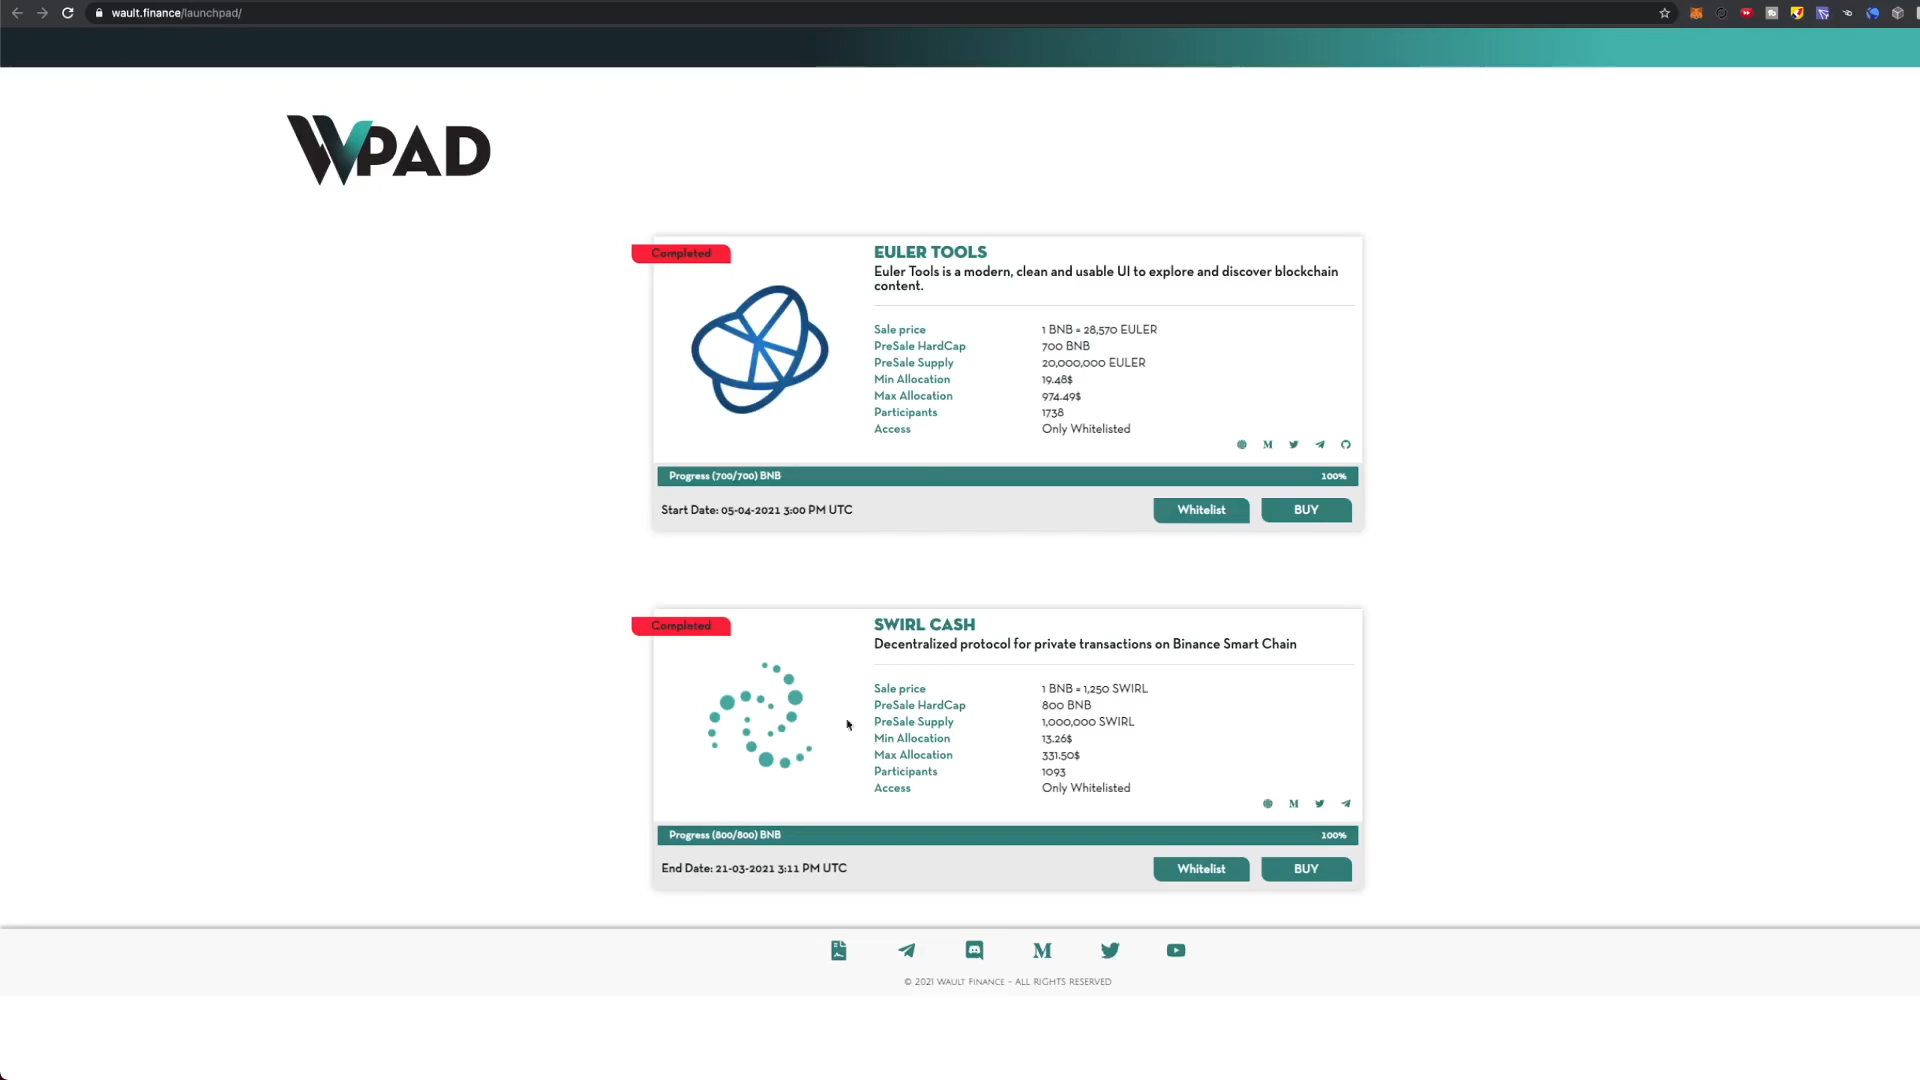 wault.finance/launchpad/
WPAD
Completed
EULER TOOLS
Euler Tools is a modern, clean and usable UI to explore and discover blockchain
content.
Sale price 1 BNB = 28,570 EULER
PreSale HardCap 700 BNB
PreSale Supply 20,000,000 EULER
Min Allocation 19.48$
Max Allocation 974.49$
Participants 1738
Access Only Whitelisted
Progress (700/700) BNB 100%
Start Date: 05-04-2021 3:00 PM UTC Whitelist BUY
Completed
SWIRL CASH
Decentralized protocol for private transactions on Binance Smart Chain
Sale price 1 BNB = 1,250 SWIRL
PreSale HardCap 800 BNB
PreSale Supply 1,000,000 SWIRL
Min Allocation 13.26$
Max Allocation 331.50$
Participants 1093
Access Only Whitelisted
Progress (800/800) BNB 100%
End Date: 21-03-2021 3:11 PM UTC Whitelist BUY
© 2021 WAULT FINANCE - ALL RIGHTS RESERVED